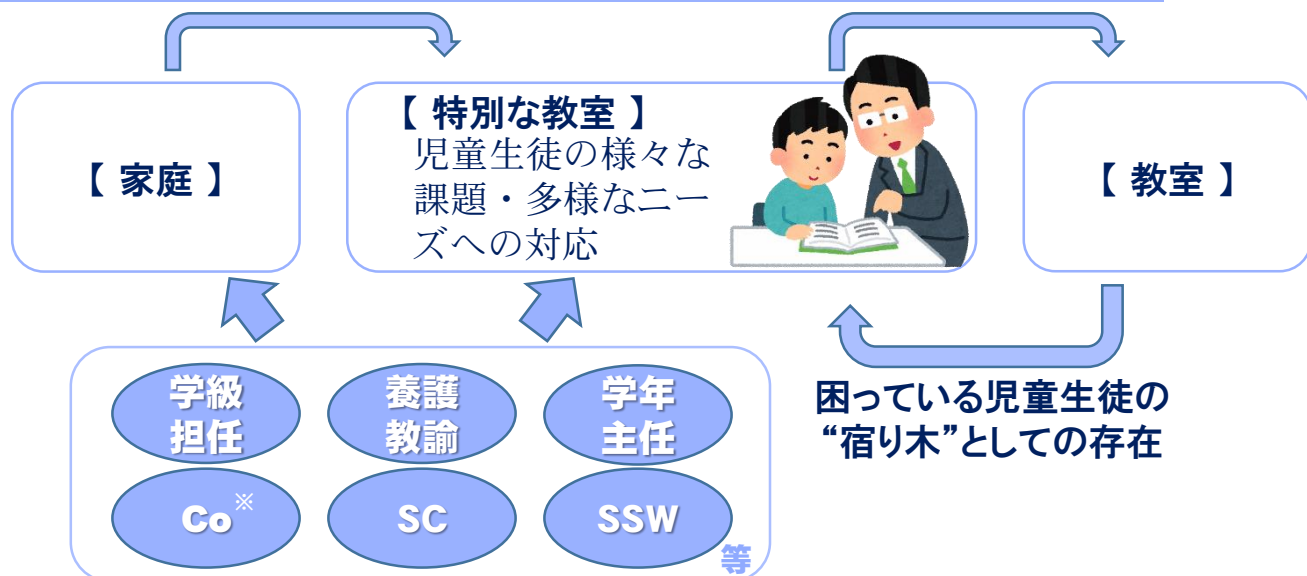 【 家庭 】
【 特別な教室 】
児童生徒の様々な
課題・多様なニー
ズへの対応
【 教室 】
学級
担任
養護
教諭
学年
主任
Co※
SC
SSW
等
困っている児童生徒の
“宿り木”としての存在